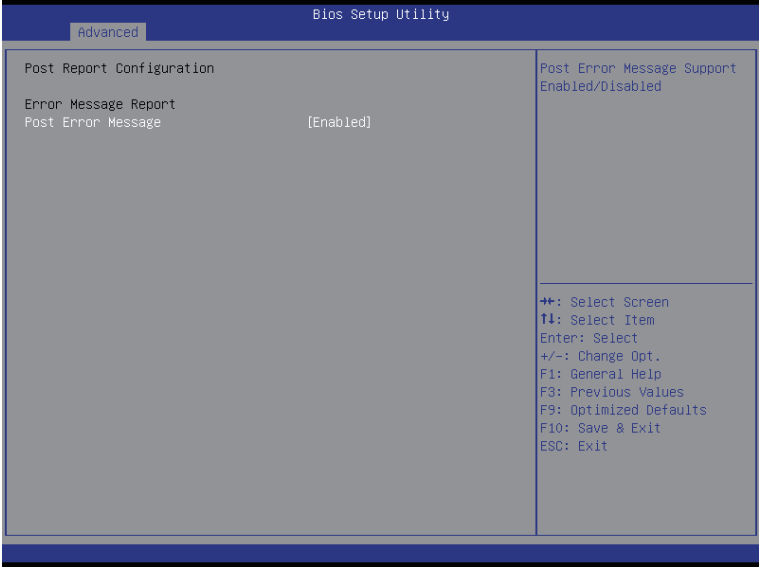 Bios Setup Utility
Advanced
Post Report Configuration
Error Message Report
Post Error Message [Enabled]
Post Error Message Support
Enabled/Disabled
→←: Select Screen
↑↓: Select Item
Enter: Select
+/-: Change Opt.
F1: General Help
F3: Previous Values
F9: Optimized Defaults
F10: Save & Exit
ESC: Exit